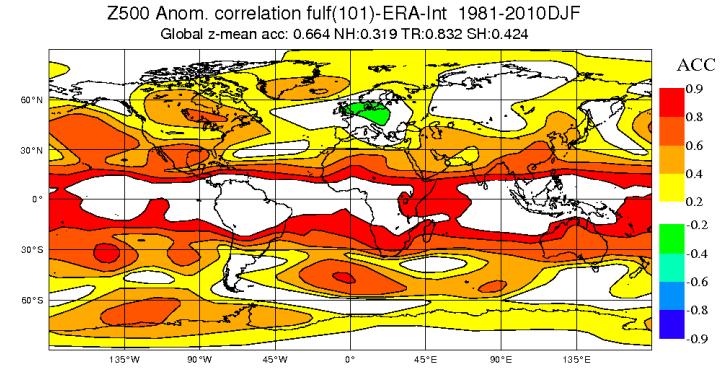 Z500 Anom. correlation fulf(101)-ERA-Int 1981-2010DJF
Global z-mean acc: 0.664 NH:0.319 TR:0.832 SH:0.424
ACC
0.9
0.8
0.6
0.4
0.2
-0.2
-0.4
-0.6
-0.8
-0.9
60°N
30°N
0°
30°S
60°S
135°W 90°W 45°W 0° 45°E 90°E 135°E